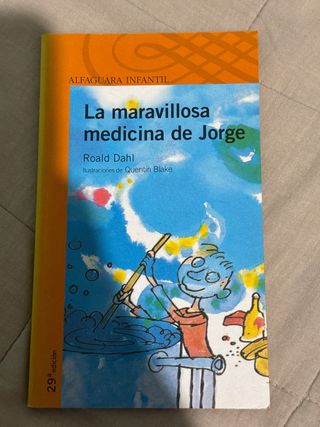 ALFAGUARA INFANTIL
La maravillosa
medicina de Jorge
Roald Dahl
Ilustraciones de Quentin Blake
29ª edición